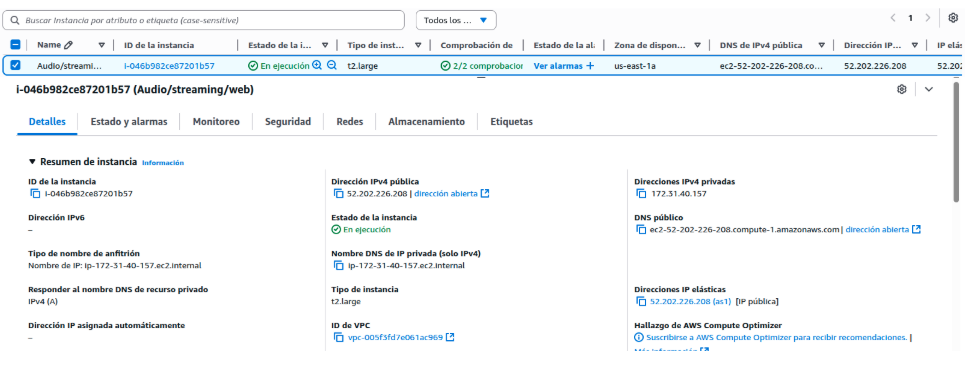 Buscar Instancia por atributo o etiqueta (case-sensitive) Todos los ... 1
Name ID de la instancia Estado de la i... Tipo de inst... Comprobación de Estado de la al Zona de dispon... DNS de IPv4 pública Dirección IP... IP elás
Audio/streami... i-046b982ce87201b57 En ejecución t2.large 2/2 comprobacior Ver alarmas + us-east-1a ec2-52-202-226-208.co... 52.202.226.208 52.202
i-046b982ce87201b57 (Audio/streaming/web)
Detalles Estado y alarmas Monitoreo Seguridad Redes Almacenamiento Etiquetas
Resumen de instancia Información
ID de la instancia Dirección IPv4 pública Direcciones IPv4 privadas
i-046b982ce87201b57 52.202.226.208 | dirección abierta 172.31.40.157
Dirección IPv6 Estado de la instancia DNS público
– En ejecución ec2-52-202-226-208.compute-1.amazonaws.com | dirección abierta
Tipo de nombre de anfitrión Nombre DNS de IP privada (solo IPv4)
Nombre de IP: ip-172-31-40-157.ec2.internal ip-172-31-40-157.ec2.internal
Responder al nombre DNS de recurso privado Tipo de instancia Direcciones IP elásticas
IPv4 (A) t2.large 52.202.226.208 (as1) [IP pública]
Dirección IP asignada automáticamente ID de VPC Hallazgo de AWS Compute Optimizer
– vpc-005f3fd7e061ac969 Suscribirse a AWS Compute Optimizer para recibir recomendaciones. |